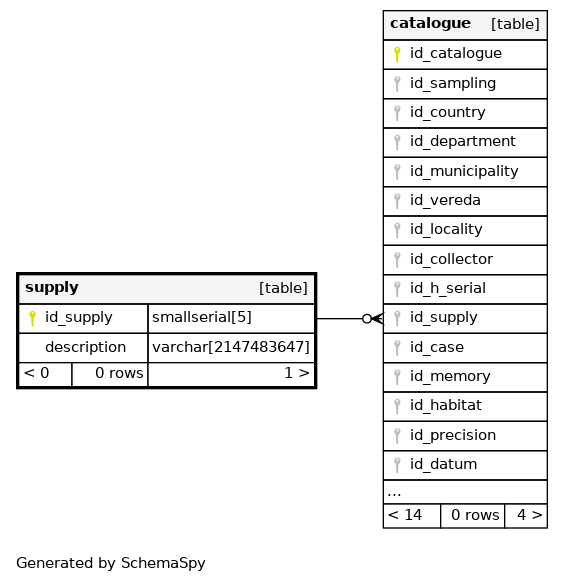 catalogue [table]
id_catalogue
id_sampling
id_country
id_department
id_municipality
id_vereda
id_locality
id_collector
id_h_serial
id_supply
id_case
id_memory
id_habitat
id_precision
id_datum
...
< 14 0 rows 4 >
supply [table]
id_supply smallserial[5]
description varchar[2147483647]
< 0 0 rows 1 >
Generated by SchemaSpy